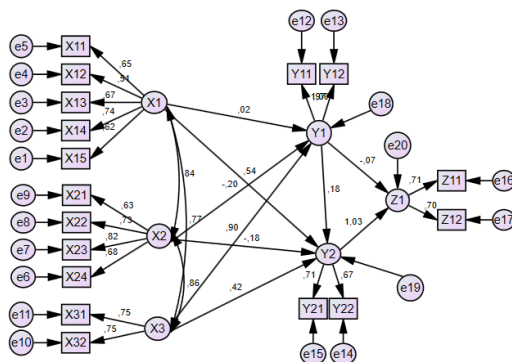 e12
e13
e5
X11
e4
X12
e3
X13
e2
X14
e1
X15
,65
,51
,67
,74
,62
X1
Y11
Y12
e18
Y1
,02
e20
-,07
,54
-,20
,84
,77
,90
,18
-,18
,86
,42
1,03
Z1
,71
Z11
e16
,70
Z12
e17
e9
X21
e8
X22
e7
X23
e6
X24
,63
,73
,82
,68
X2
Y2
e19
e11
X31
e10
X32
,75
,75
X3
,71
,67
Y21
Y22
e15
e14